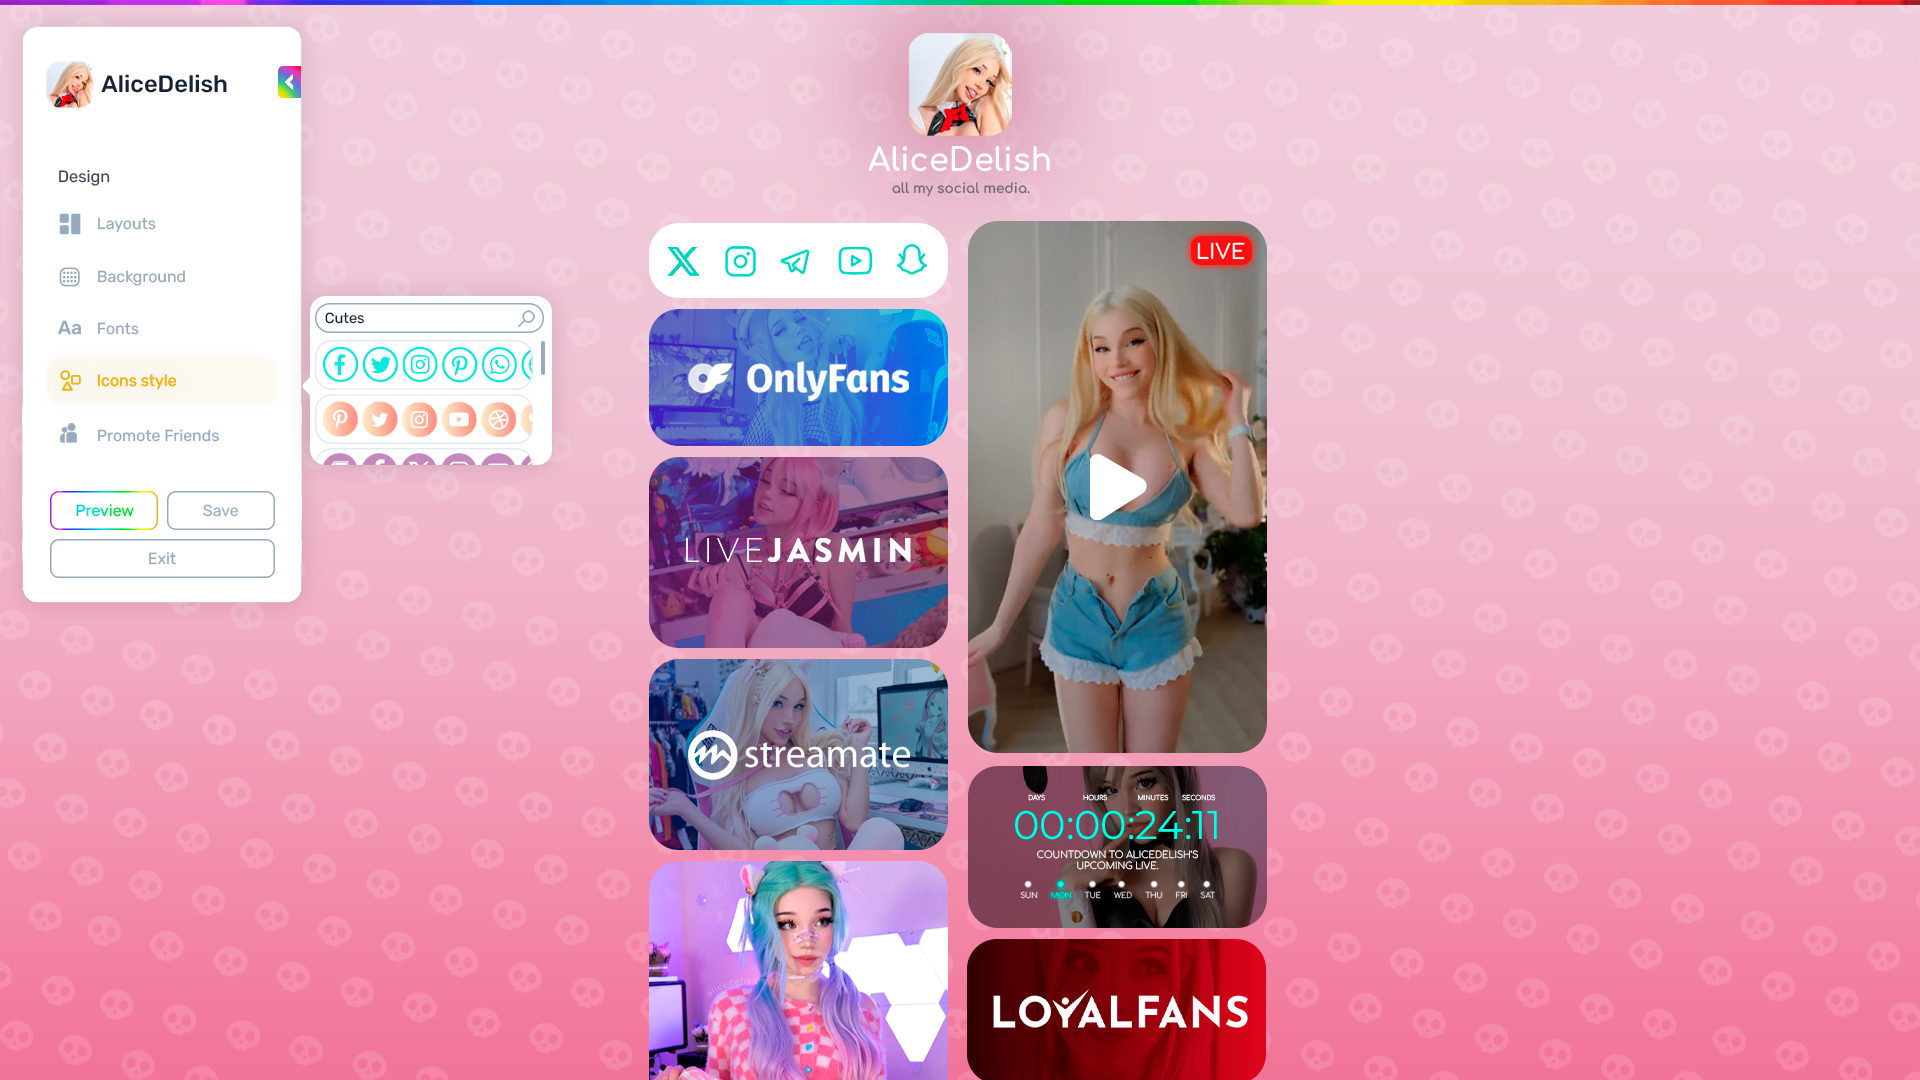 AliceDelish
Design
Layouts
Background
Aa Fonts
Icons style
Promote Friends
Preview
Save
Exit
Cutes
AliceDelish
all my social media.
OnlyFans
LIVEJASMIN
streamate
LIVE
DAYS HOURS MINUTES SECONDS
00:00:24:11
COUNTDOWN TO ALICEDELISH'S
UPCOMING LIVE.
SUN MON TUE WED THU FRI SAT
LOYALFANS
alicedelish